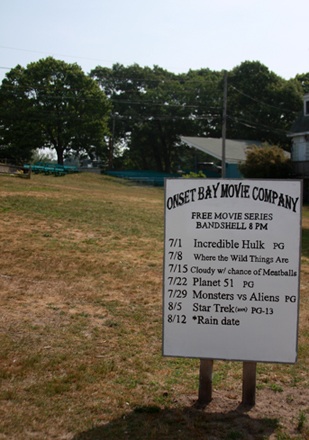 ONSET BAY MOVIE COMPANY
FREE MOVIE SERIES
BANDSHELL 8 PM
7/1 Incredible Hulk PG
7/8 Where the Wild Things Are
7/15 Cloudy w/ chance of Meatballs
7/22 Planet 51 PG
7/29 Monsters vs Aliens PG
8/5 Star Trek PG-13
8/12 *Rain date